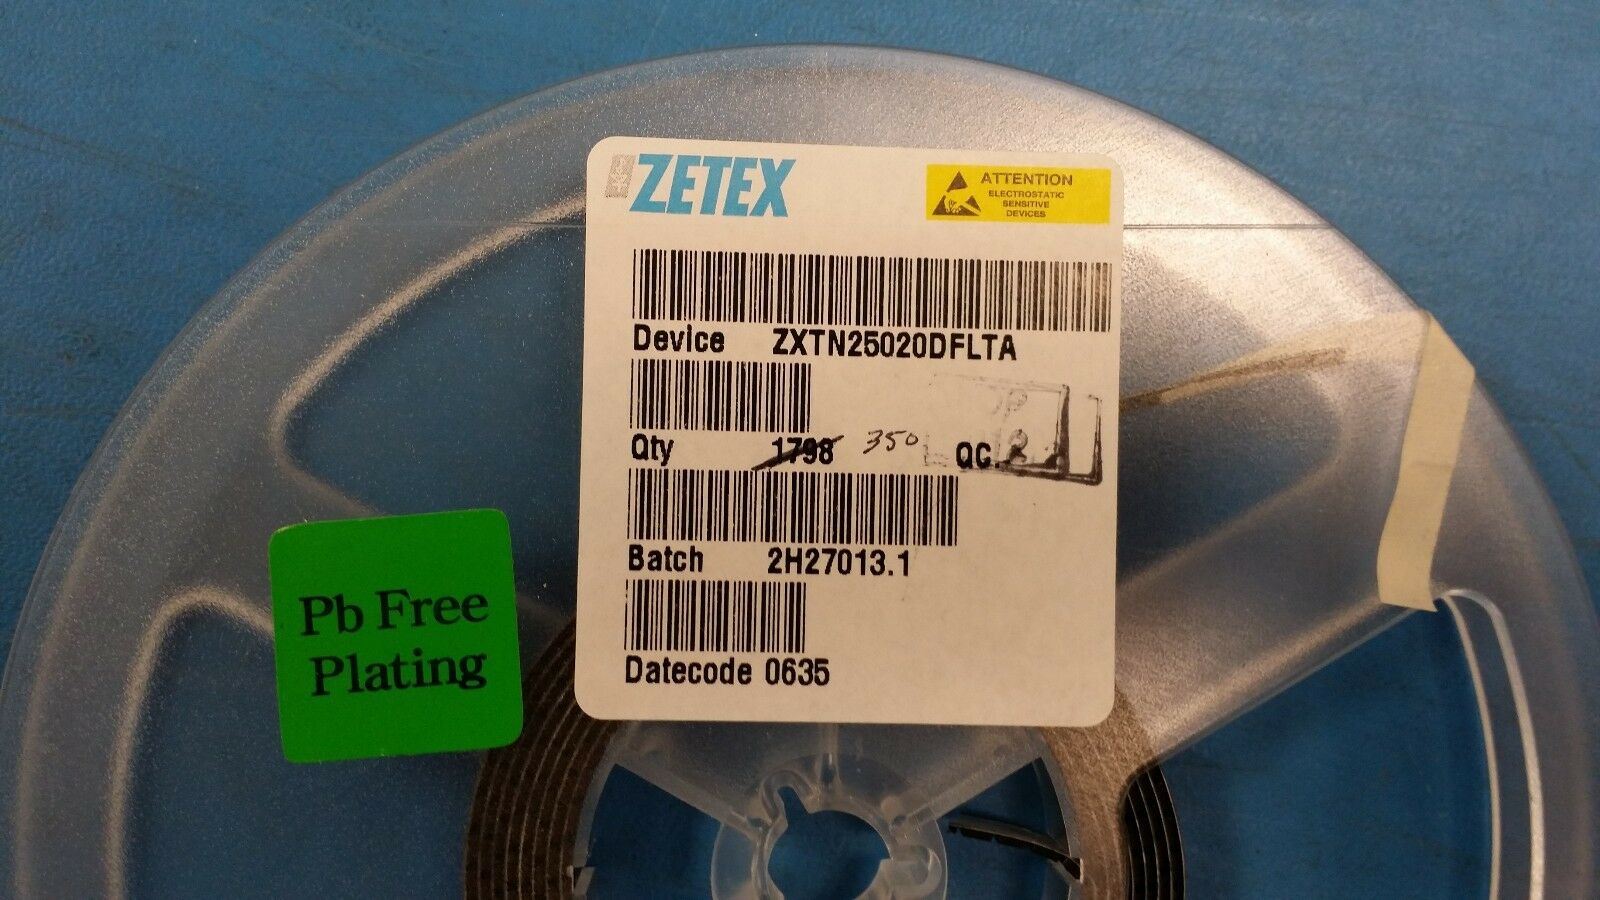 ZETEX
ATTENTION
ELECTROSTATIC
SENSITIVE
DEVICES
Device ZXTN25020DFLTA
Qty 1798 350 QC.
Batch 2H27013.1
Datecode 0635
Pb Free
Plating